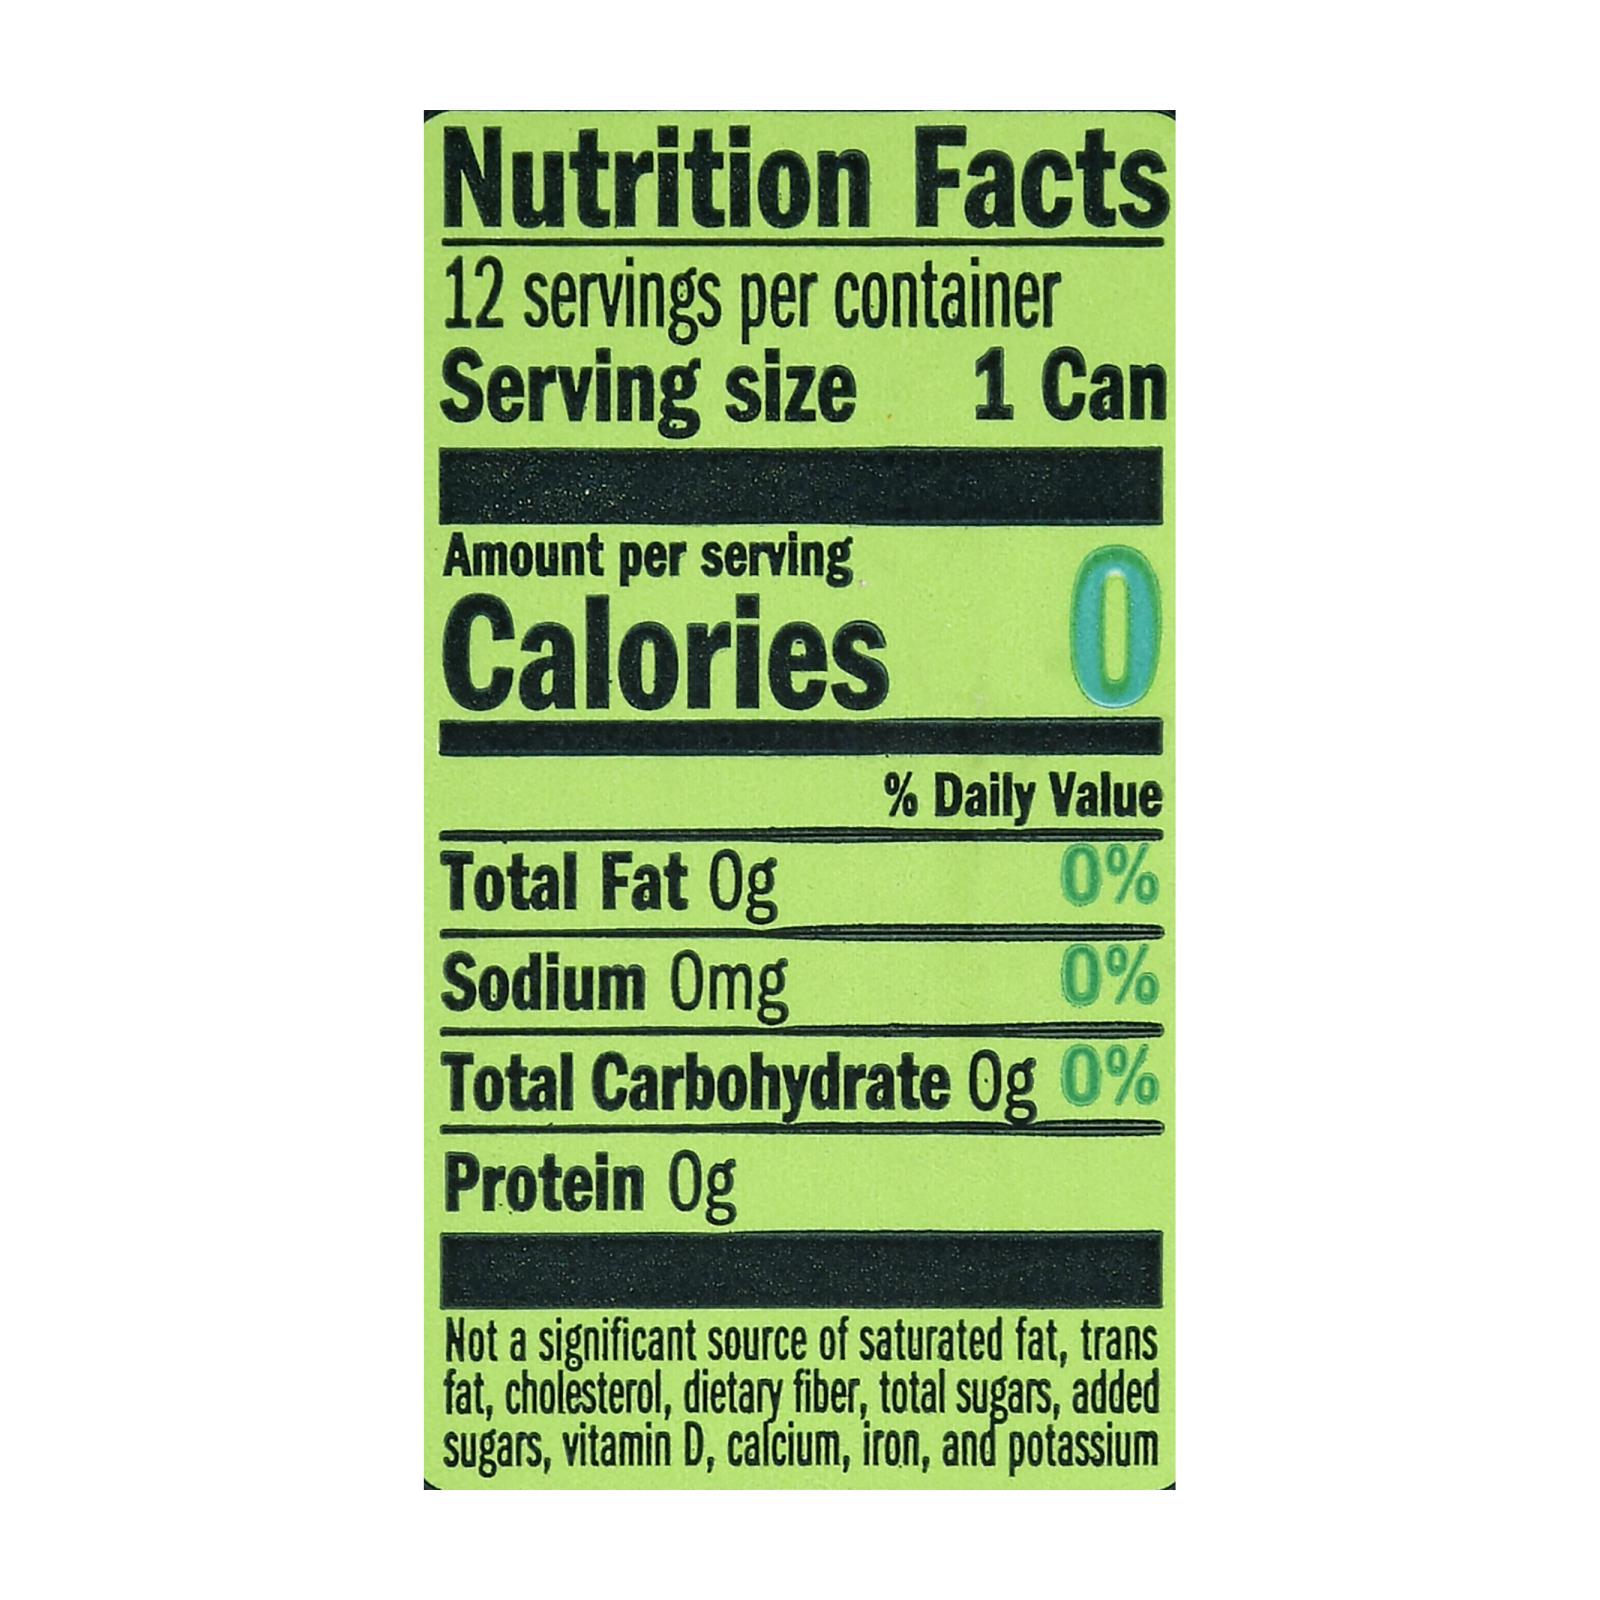 Nutrition Facts
12 servings per container
Serving size 1 Can
Amount per serving
Calories 0
% Daily Value
Total Fat 0g 0%
Sodium 0mg 0%
Total Carbohydrate 0g 0%
Protein 0g
Not a significant source of saturated fat, trans
fat, cholesterol, dietary fiber, total sugars, added
sugars, vitamin D, calcium, iron, and potassium